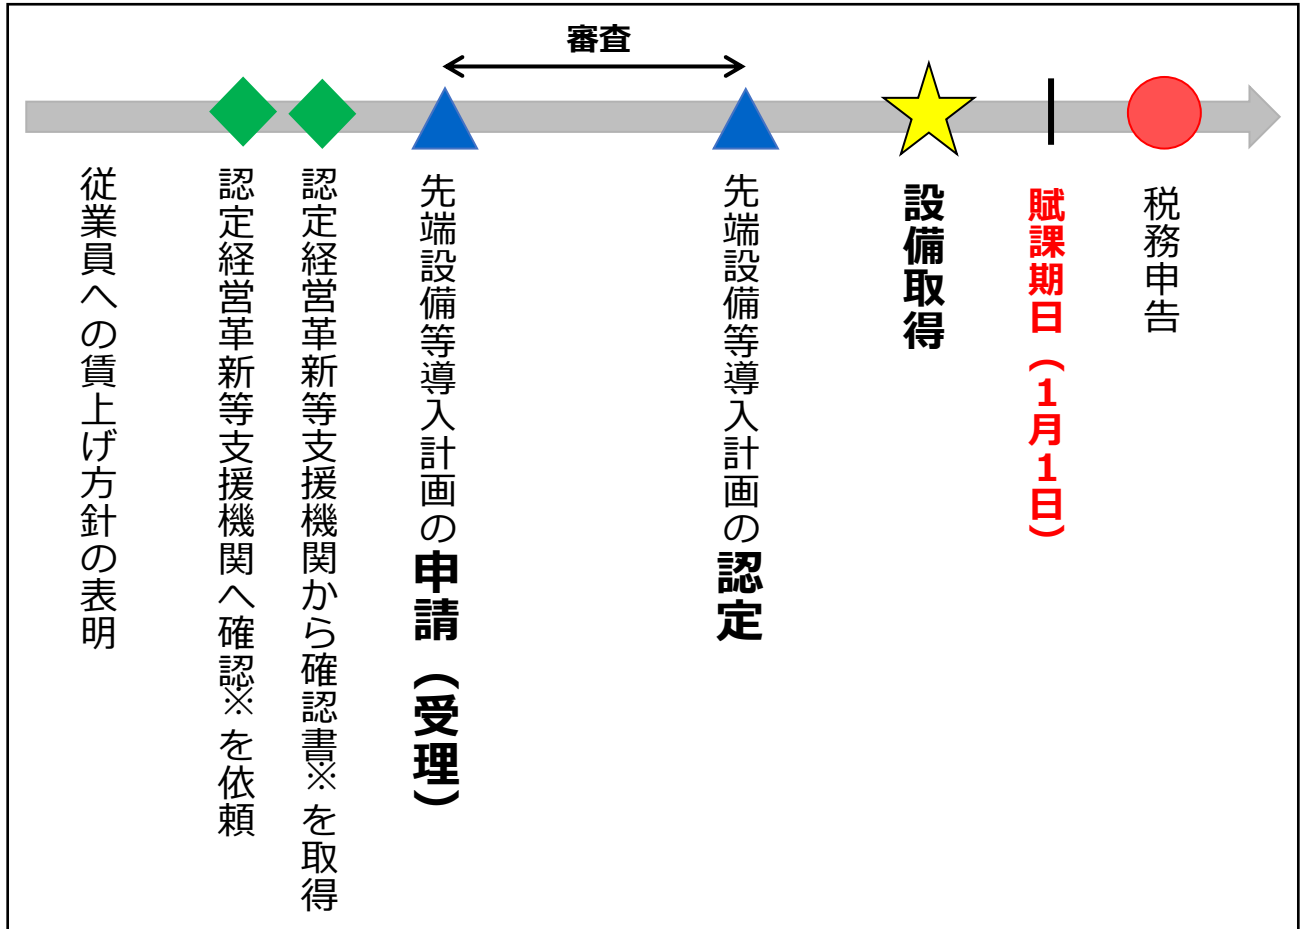 審査
従業員への賃上げ方針の表明
認定経営革新等支援機関へ確認※を依頼
認定経営革新等支援機関から確認書※を取得
先端設備等導入計画の申請（受理）
先端設備等導入計画の認定
設備取得
賦課期日（1月1日）
税務申告